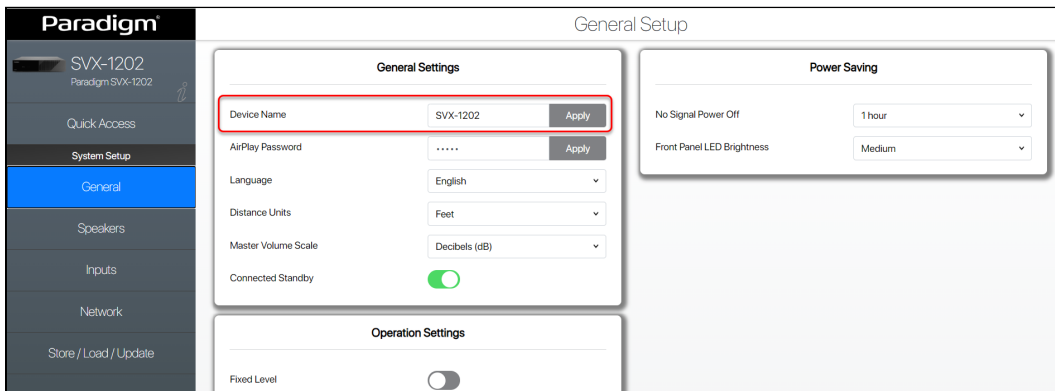 Paradigm®
General Setup
SVX-1202
Paradigm SVX-1202
i
Quick Access
System Setup
General
Speakers
Inputs
Network
Store / Load / Update
General Settings
Device Name
SVX-1202
Apply
AirPlay Password
•••••
Apply
Language
English
Distance Units
Feet
Master Volume Scale
Decibels (dB)
Connected Standby
Operation Settings
Fixed Level
Power Saving
No Signal Power Off
1 hour
Front Panel LED Brightness
Medium